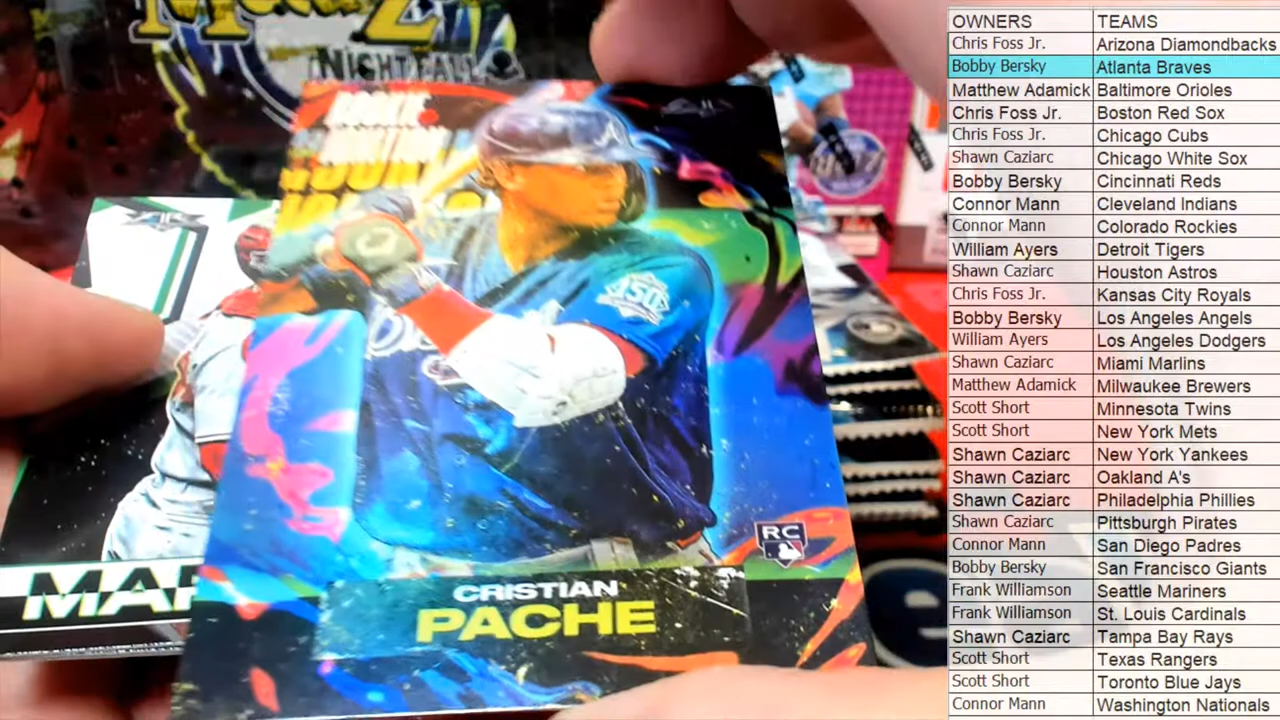 NIGHTFALL
150
RC
CRISTIAN
PACHE
MAR
OWNERS TEAMS
Chris Foss Jr. Arizona Diamondbacks
Bobby Bersky Atlanta Braves
Matthew Adamick Baltimore Orioles
Chris Foss Jr. Boston Red Sox
Chris Foss Jr. Chicago Cubs
Shawn Caziarc Chicago White Sox
Bobby Bersky Cincinnati Reds
Connor Mann Cleveland Indians
Connor Mann Colorado Rockies
William Ayers Detroit Tigers
Shawn Caziarc Houston Astros
Chris Foss Jr. Kansas City Royals
Bobby Bersky Los Angeles Angels
William Ayers Los Angeles Dodgers
Shawn Caziarc Miami Marlins
Matthew Adamick Milwaukee Brewers
Scott Short Minnesota Twins
Scott Short New York Mets
Shawn Caziarc New York Yankees
Shawn Caziarc Oakland A's
Shawn Caziarc Philadelphia Phillies
Shawn Caziarc Pittsburgh Pirates
Connor Mann San Diego Padres
Bobby Bersky San Francisco Giants
Frank Williamson Seattle Mariners
Frank Williamson St. Louis Cardinals
Shawn Caziarc Tampa Bay Rays
Scott Short Texas Rangers
Scott Short Toronto Blue Jays
Connor Mann Washington Nationals